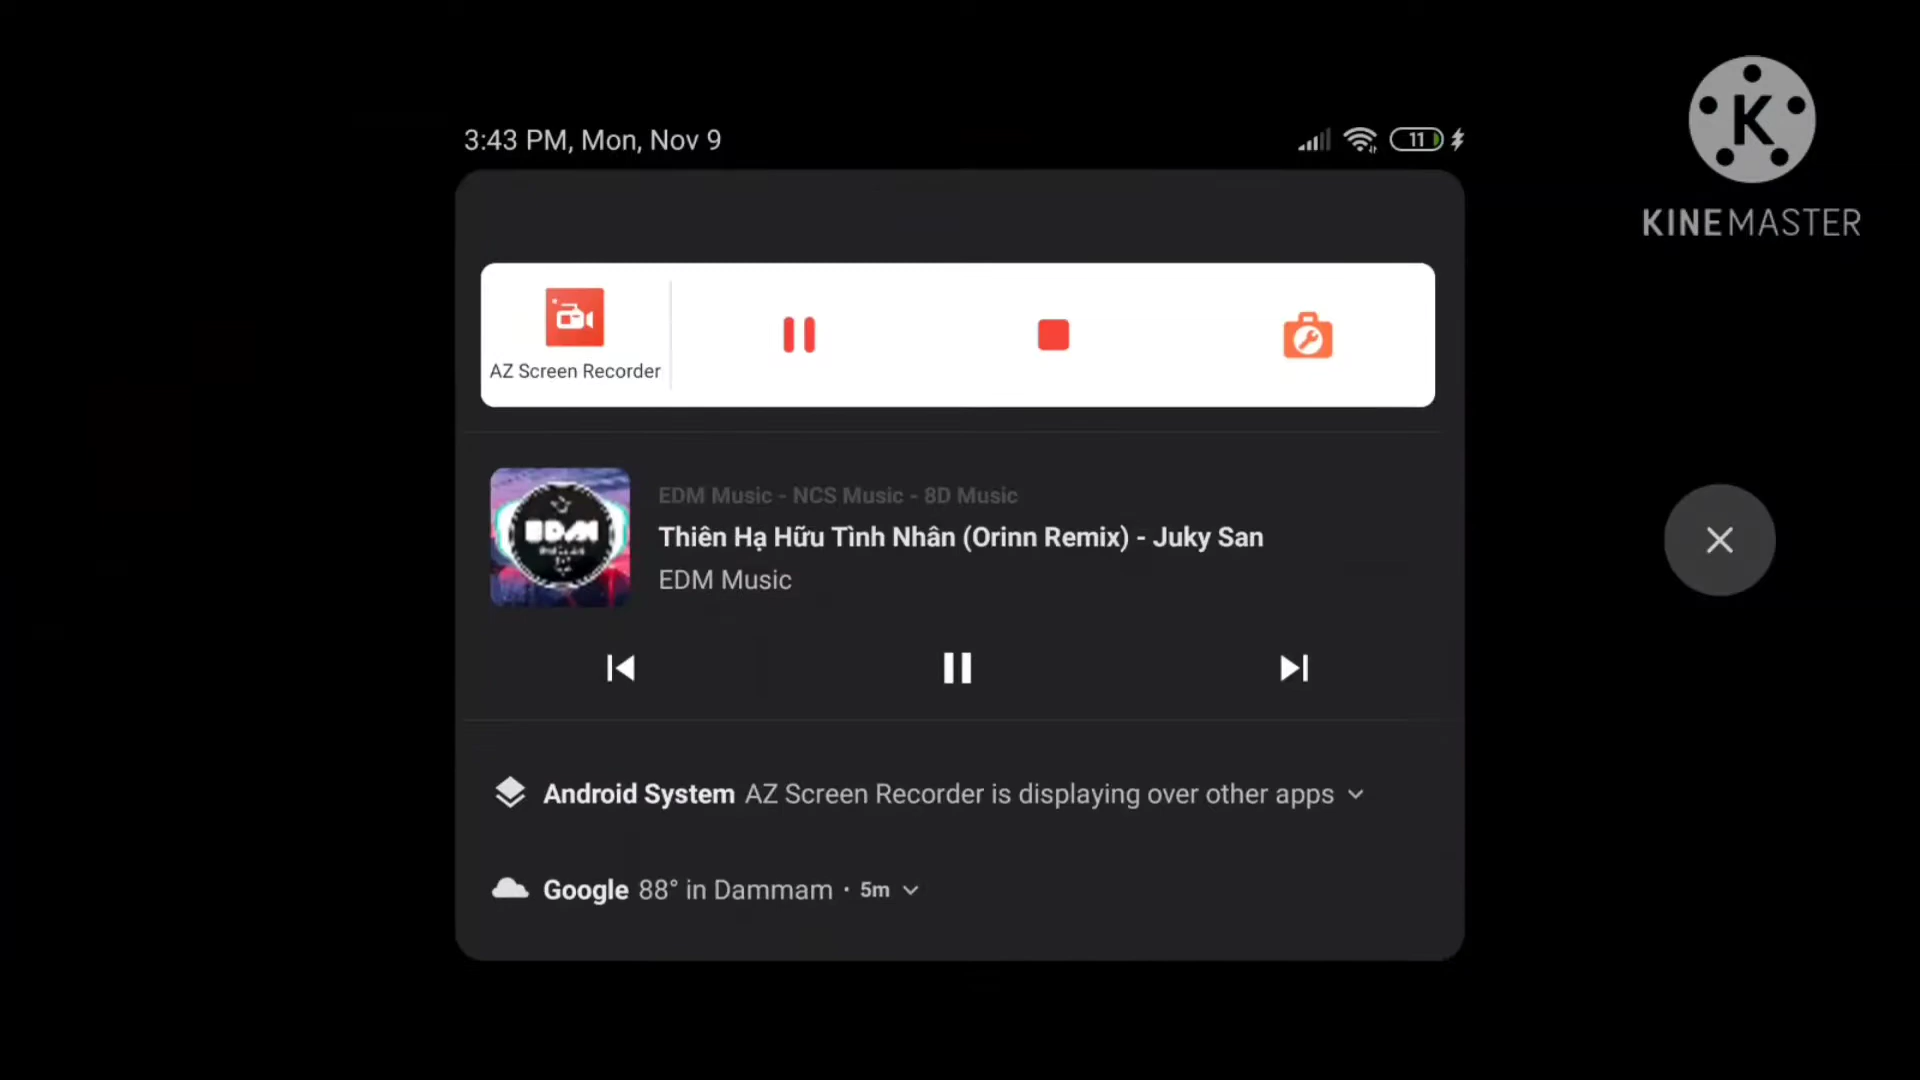 3:43 PM, Mon, Nov 9
11
K
KINEMASTER
AZ Screen Recorder
EDM Music - NCS Music - 8D Music
Thiên Hạ Hữu Tình Nhân (Orinn Remix) - Juky San
EDM Music
EDM
Android System AZ Screen Recorder is displaying over other apps
Google 88° in Dammam · 5m